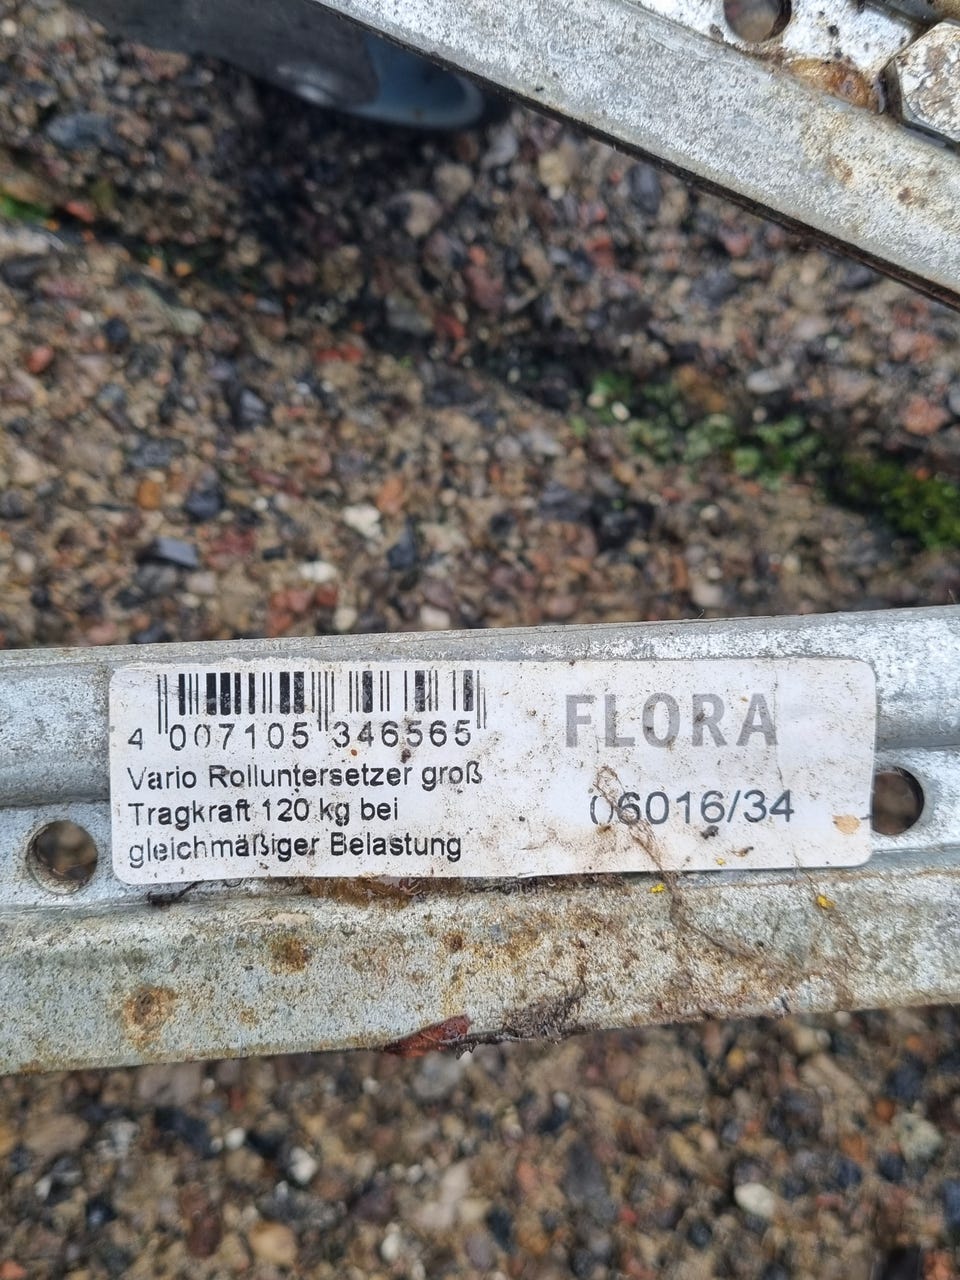 4 007105 346565
Vario Rolluntersetzer groß
Tragkraft 120 kg bei
gleichmäßiger Belastung
FLORA
06016/34